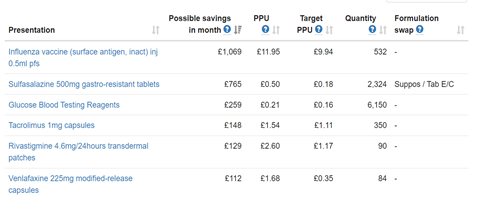 Possible savings PPU Target Quantity Formulation
Presentation in month PPU swap
Influenza vaccine (surface antigen, inact) inj £1,069 £11.95 £9.94 532 -
0.5ml pfs
Sulfasalazine 500mg gastro-resistant tablets £765 £0.50 £0.18 2,324 Suppos / Tab E/C
Glucose Blood Testing Reagents £259 £0.21 £0.16 6,150 -
Tacrolimus 1mg capsules £148 £1.54 £1.11 350 -
Rivastigmine 4.6mg/24hours transdermal £129 £2.60 £1.17 90 -
patches
Venlafaxine 225mg modified-release £112 £1.68 £0.35 84 -
capsules